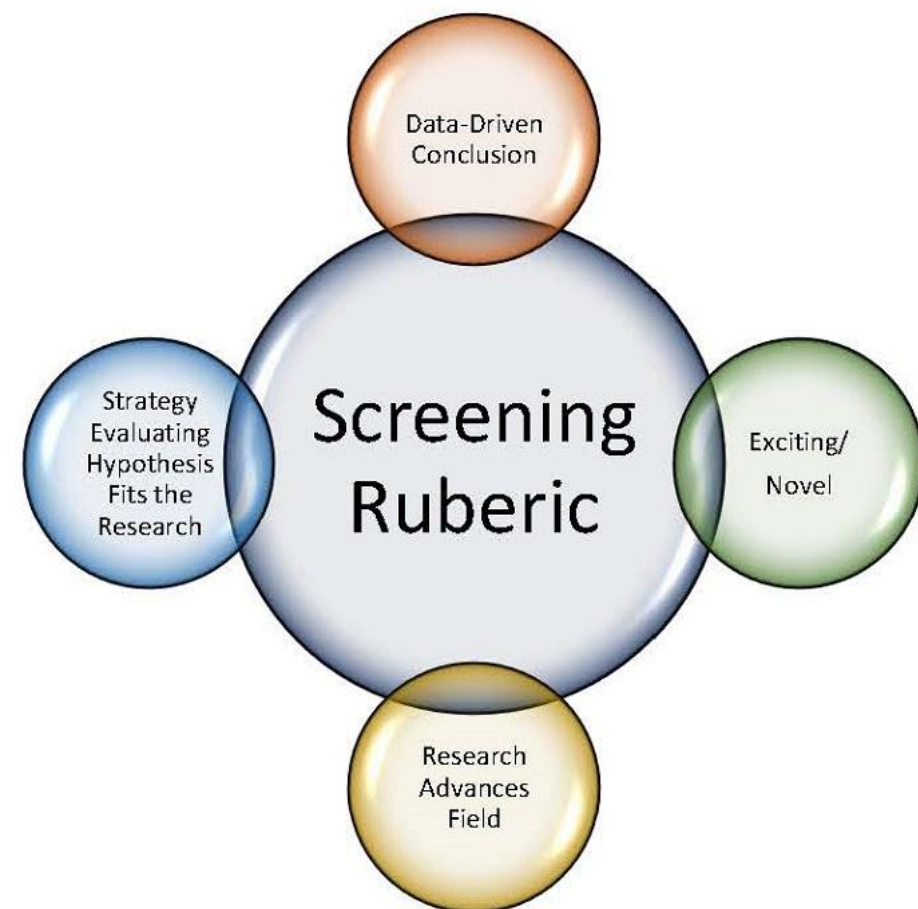 Data-Driven
Conclusion
Strategy
Evaluating
Hypothesis
Fits the
Research
Screening
Ruberic
Exciting/
Novel
Research
Advances
Field